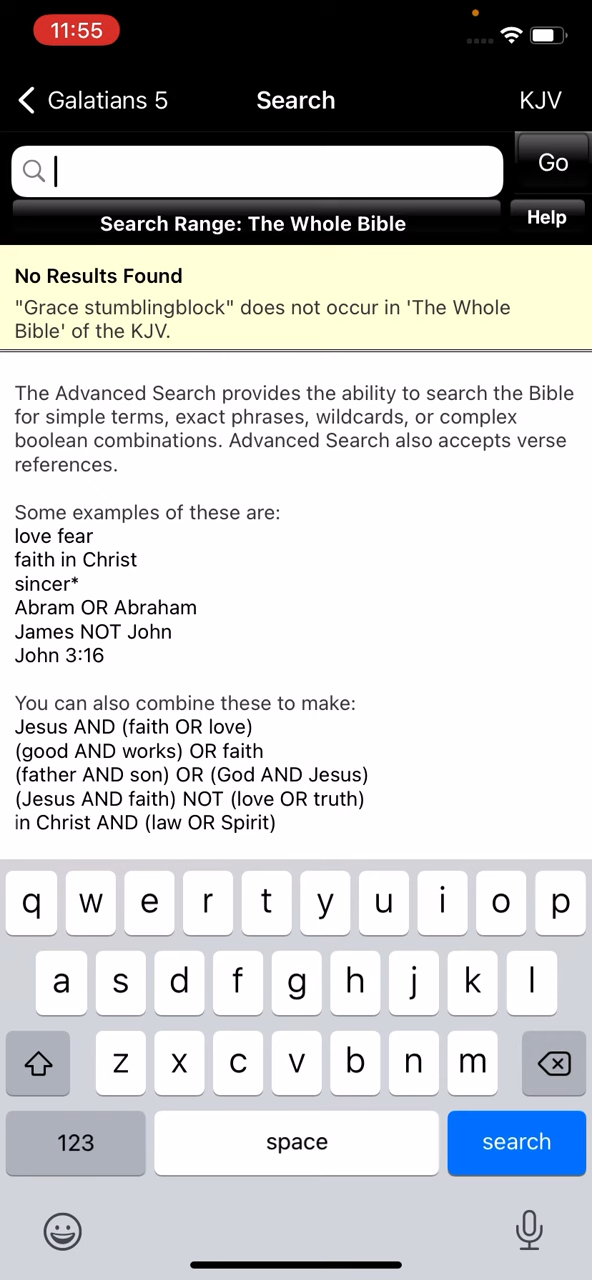 11:55
Galatians 5
Search
KJV
Go
Search Range: The Whole Bible
Help
No Results Found
"Grace stumblingblock" does not occur in 'The Whole
Bible' of the KJV.
The Advanced Search provides the ability to search the Bible
for simple terms, exact phrases, wildcards, or complex
boolean combinations. Advanced Search also accepts verse
references.
Some examples of these are:
love fear
faith in Christ
sincer*
Abram OR Abraham
James NOT John
John 3:16
You can also combine these to make:
Jesus AND (faith OR love)
(good AND works) OR faith
(father AND son) OR (God AND Jesus)
(Jesus AND faith) NOT (love OR truth)
in Christ AND (law OR Spirit)
q w e r t y u i o p
a s d f g h j k l
z x c v b n m
123 space search